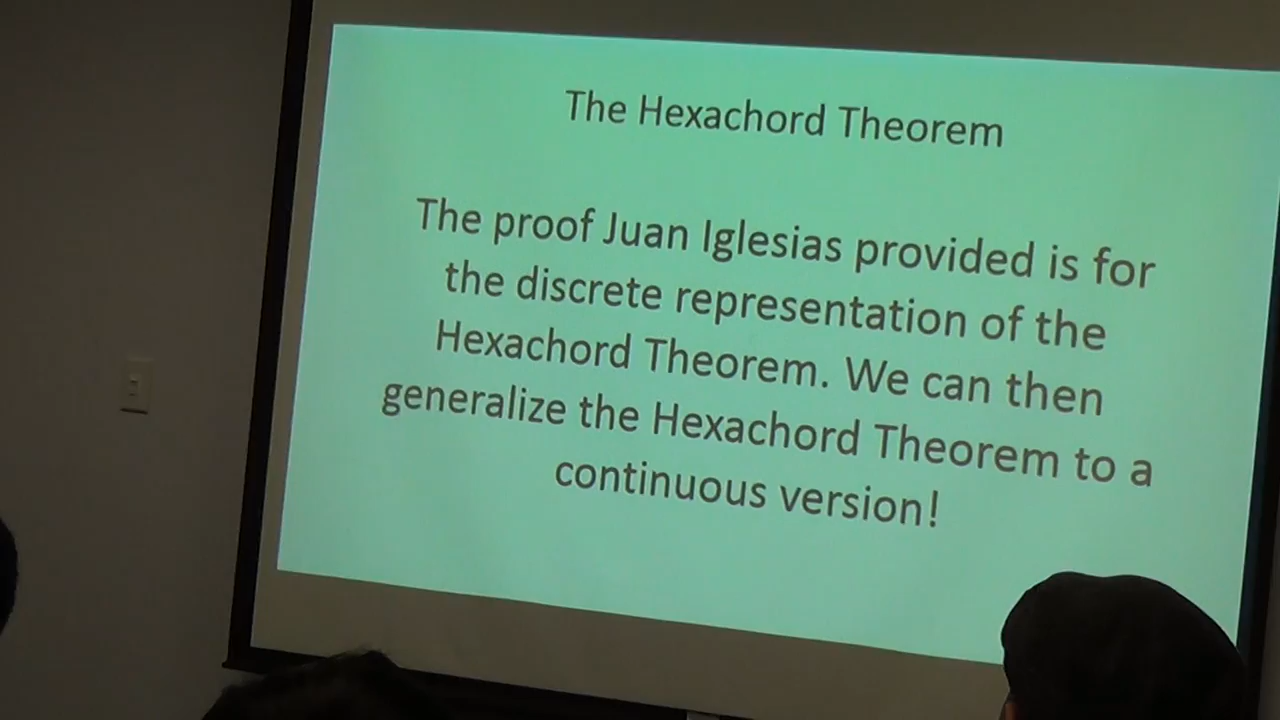 The Hexachord Theorem
The proof Juan Iglesias provided is for
the discrete representation of the
Hexachord Theorem. We can then
generalize the Hexachord Theorem to a
continuous version!